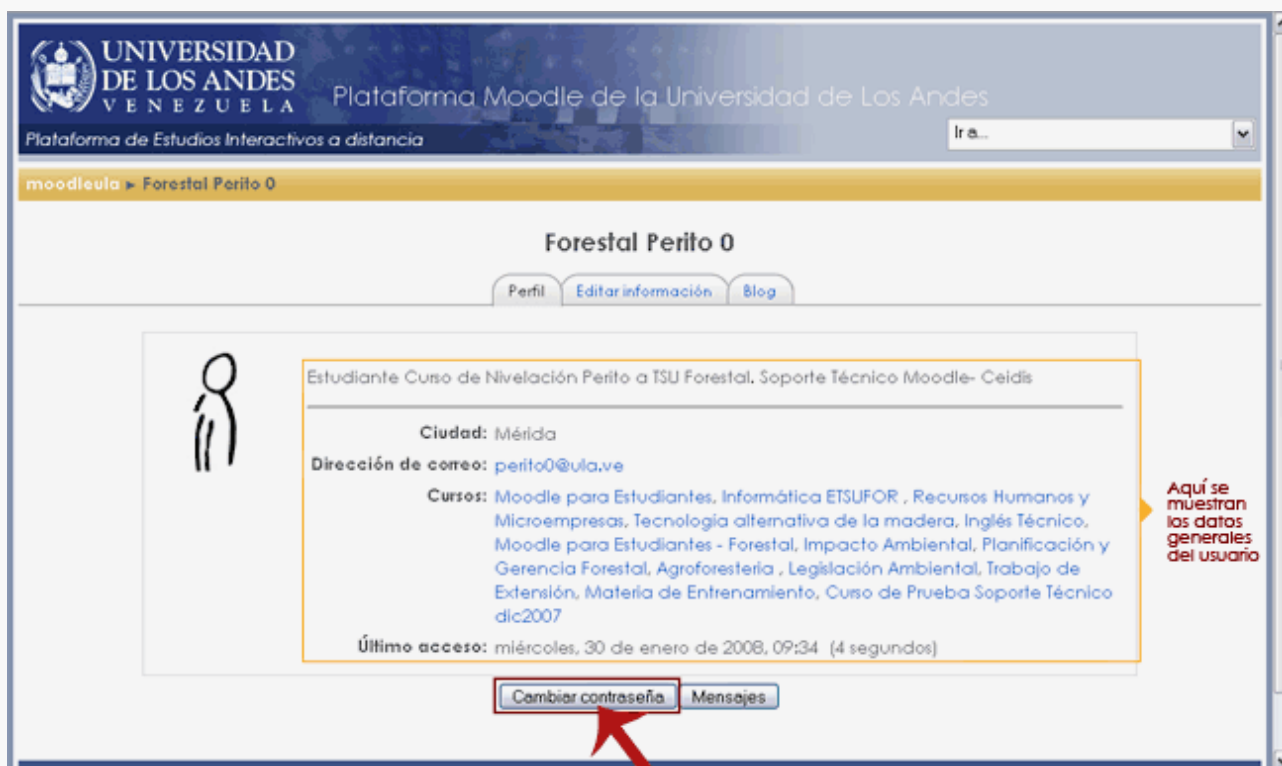 UNIVERSIDAD
DE LOS ANDES
VENEZUELA
Plataforma Moodle de la Universidad de Los Andes
Plataforma de Estudios Interactivos a distancia
Ir a...
moodleula ► Forestal Perito 0
Forestal Perito 0
Perfil Editar información Blog
Estudiante Curso de Nivelación Perito a TSU Forestal. Soporte Técnico Moodle- Ceidis
Ciudad: Mérida
Dirección de correo: perito0@ula.ve
Cursos: Moodle para Estudiantes, Informática ETSUFOR , Recursos Humanos y
Microempresas, Tecnología alternativa de la madera, Inglés Técnico,
Moodle para Estudiantes - Forestal, Impacto Ambiental, Planificación y
Gerencia Forestal, Agroforesteria , Legislación Ambiental, Trabajo de
Extensión, Materia de Entrenamiento, Curso de Prueba Soporte Técnico
dic2007
Último acceso: miércoles, 30 de enero de 2008, 09:34 (4 segundos)
Aquí se
muestran
los datos
generales
del usuario
Cambiar contraseña Mensajes